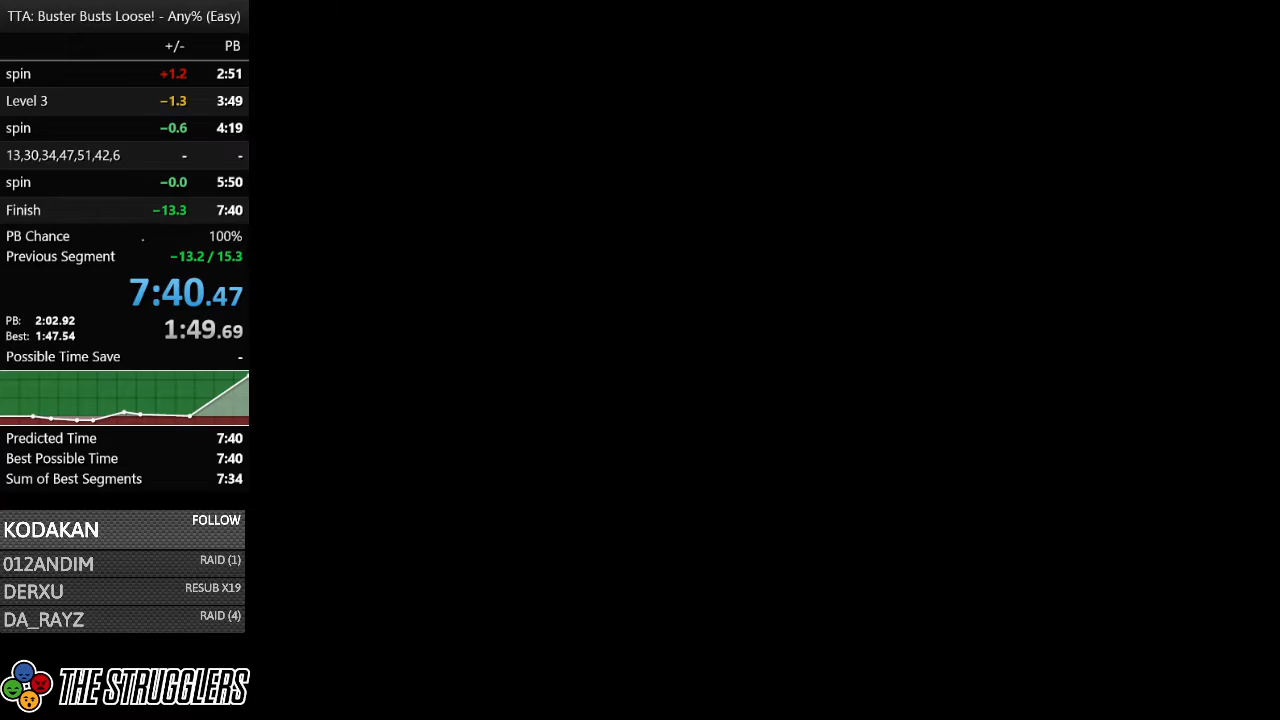 TTA: Buster Busts Loose! - Any% (Easy)
+/- PB
spin +1.2 2:51
Level 3 −1.3 3:49
spin −0.6 4:19
13,30,34,47,51,42,6 - -
spin −0.0 5:50
Finish −13.3 7:40
PB Chance . 100%
Previous Segment −13.2 / 15.3
7:40.47
PB: 2:02.92
Best: 1:47.54
1:49.69
Possible Time Save -
Predicted Time 7:40
Best Possible Time 7:40
Sum of Best Segments 7:34
KODAKAN FOLLOW
012ANDIM RAID (1)
DERXU RESUB X19
DA_RAYZ RAID (4)
THE STRUGGLERS